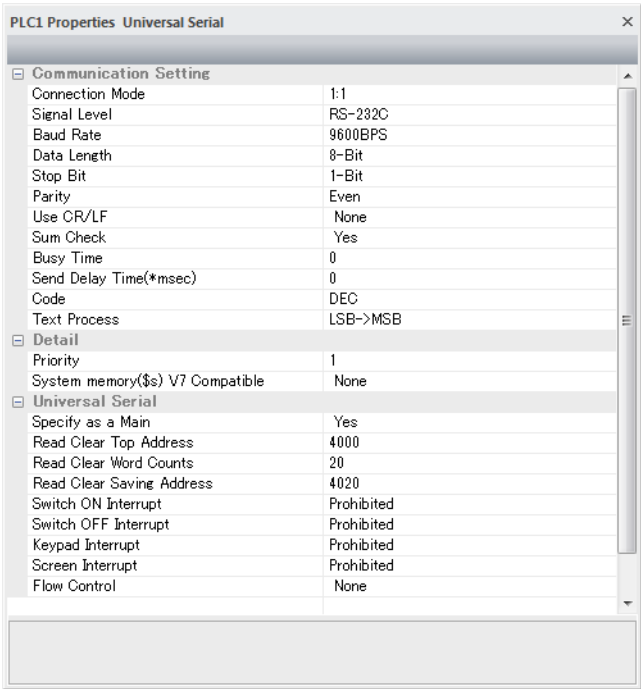 PLC1 Properties  Universal Serial
Communication Setting
Connection Mode 1:1
Signal Level RS-232C
Baud Rate 9600BPS
Data Length 8-Bit
Stop Bit 1-Bit
Parity Even
Use CR/LF None
Sum Check Yes
Busy Time 0
Send Delay Time(*msec) 0
Code DEC
Text Process LSB->MSB
Detail
Priority 1
System memory($s) V7 Compatible None
Universal Serial
Specify as a Main Yes
Read Clear Top Address 4000
Read Clear Word Counts 20
Read Clear Saving Address 4020
Switch ON Interrupt Prohibited
Switch OFF Interrupt Prohibited
Keypad Interrupt Prohibited
Screen Interrupt Prohibited
Flow Control None